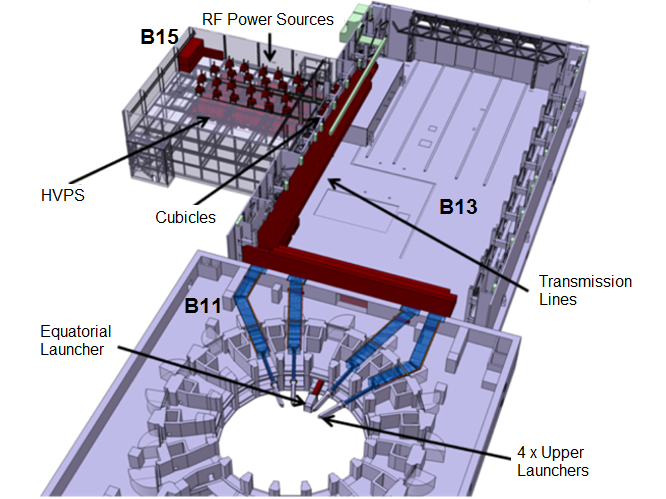 RF Power Sources
B15
HVPS
Cubicles
B13
Transmission
Lines
B11
Equatorial
Launcher
4 x Upper
Launchers